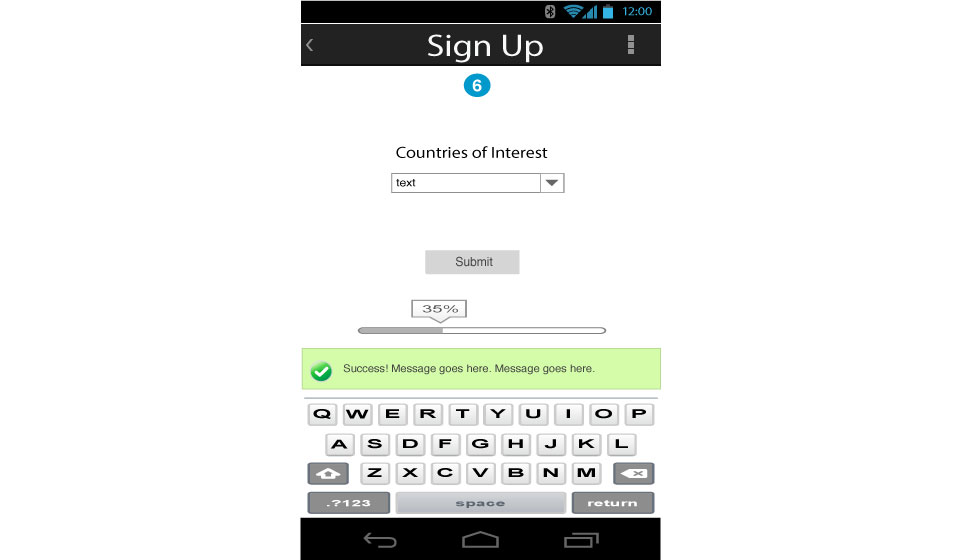 12:00
Sign Up
6
Countries of Interest
text
Submit
35%
Success! Message goes here. Message goes here.
Q W E R T Y U I O P
A S D F G H J K L
Z X C V B N M
.?123 space return